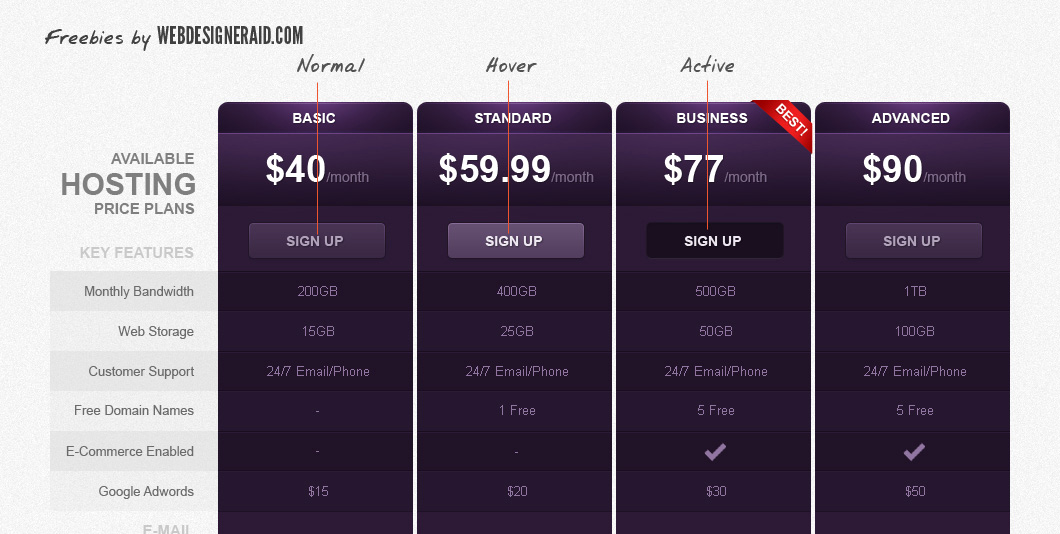 Freebies by WEBDESIGNERAID.COM
Normal Hover Active
BASIC STANDARD BUSINESS BEST! ADVANCED
AVAILABLE
HOSTING
PRICE PLANS
$40/month $59.99/month $77/month $90/month
SIGN UP SIGN UP SIGN UP SIGN UP
KEY FEATURES
Monthly Bandwidth 200GB 400GB 500GB 1TB
Web Storage 15GB 25GB 50GB 100GB
Customer Support 24/7 Email/Phone 24/7 Email/Phone 24/7 Email/Phone 24/7 Email/Phone
Free Domain Names - 1 Free 5 Free 5 Free
E-Commerce Enabled - - ✔ ✔
Google Adwords $15 $20 $30 $50
E-MAIL